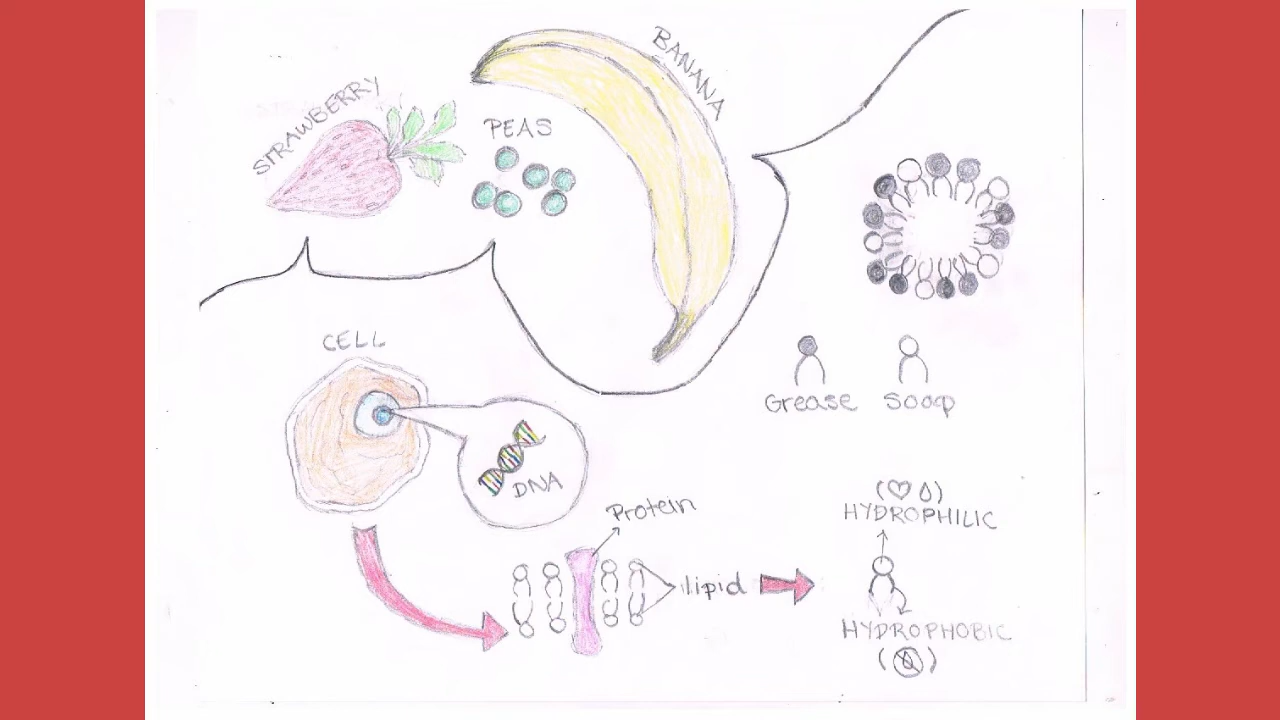 STRAWBERRY
PEAS
BANANA
CELL
DNA
Grease
Soap
Protein
lipid
HYDROPHILIC
HYDROPHOBIC